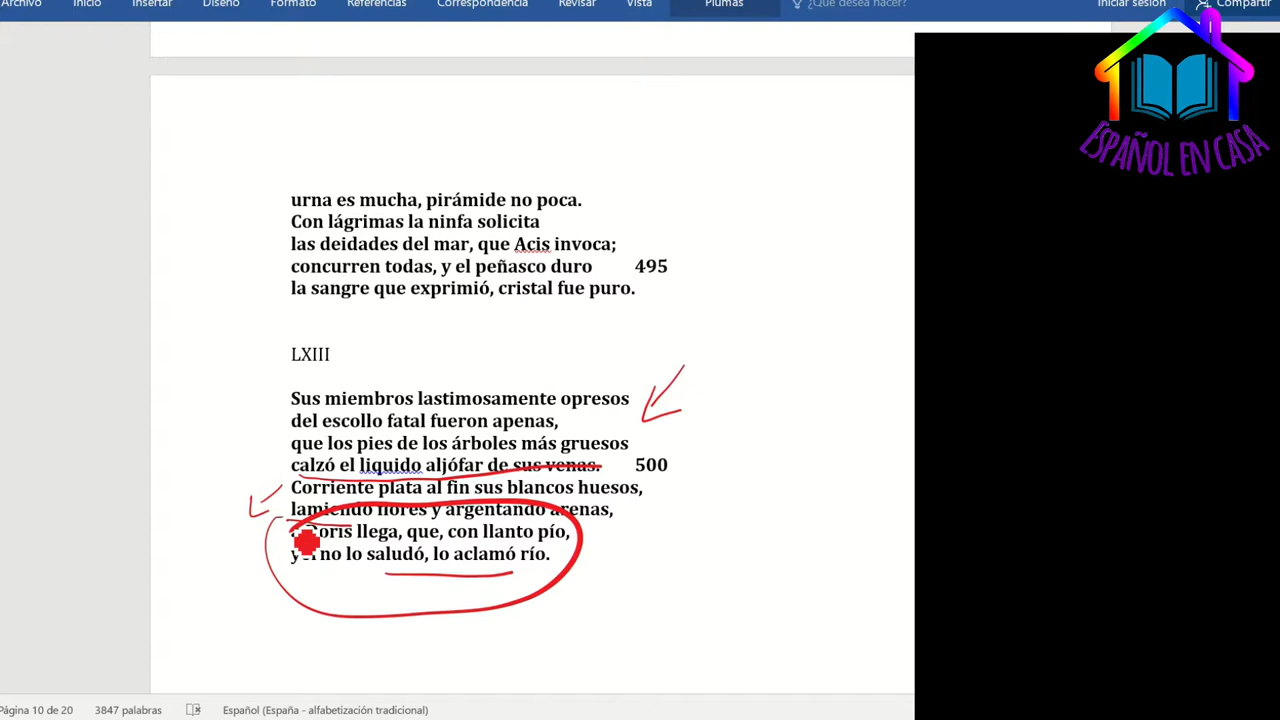 Archivo Inicio Insertar Diseño Formato Referencias Correspondencia Revisar Vista Plumas ¿Qué desea hacer? Iniciar sesión Compartir
ESPAÑOL EN CASA
urna es mucha, pirámide no poca.
Con lágrimas la ninfa solicita
las deidades del mar, que Acis invoca;
concurren todas, y el peñasco duro 495
la sangre que exprimió, cristal fue puro.
LXIII
Sus miembros lastimosamente opresos
del escollo fatal fueron apenas,
que los pies de los árboles más gruesos
calzó el liquido aljófar de sus venas. 500
Corriente plata al fin sus blancos huesos,
lamiendo flores y argentando arenas,
a Doris llega, que, con llanto pío,
yerno lo saludó, lo aclamó río.
Página 10 de 20 3847 palabras Español (España - alfabetización tradicional)